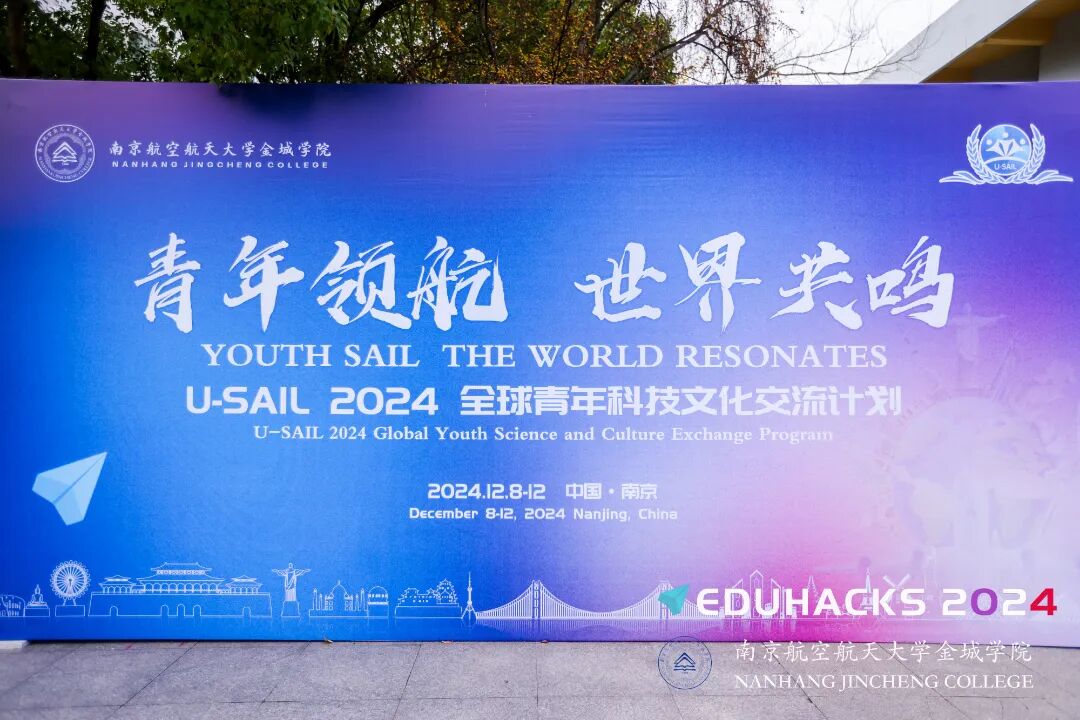 南京航空航天大学金城学院
NANHANG JINGCHENG COLLEGE
U-SAIL
青年领航 世界共鸣
YOUTH SAIL THE WORLD RESONATES
U-SAIL 2024 全球青年科技文化交流计划
U-SAIL 2024 Global Youth Science and Culture Exchange Program
2024.12.8-12 中国·南京
December 8-12, 2024 Nanjing, China
EDUHACKS 2024
南京航空航天大学金城学院
NANHANG JINCHENG COLLEGE